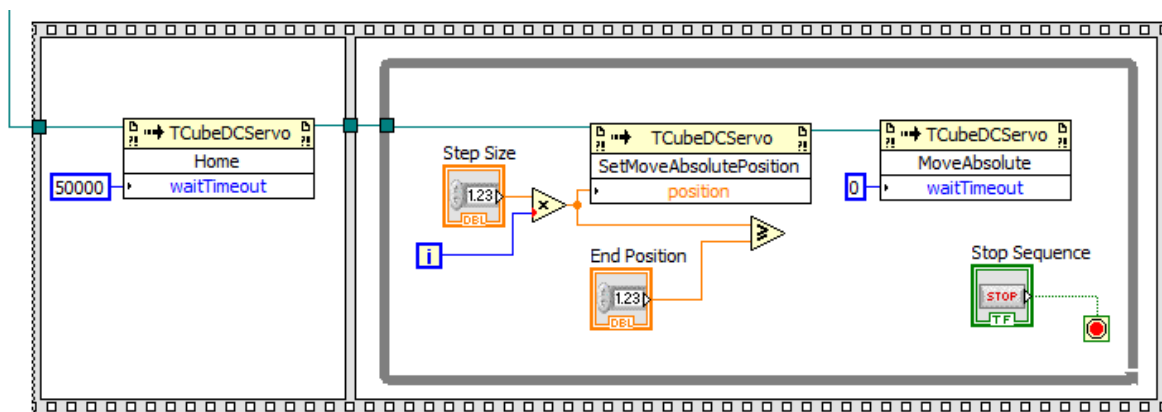 TCubeDCServo
Home
50000
waitTimeout
Step Size
1.23
DBL
i
x
TCubeDCServo
SetMoveAbsolutePosition
position
≥
End Position
1.23
DBL
TCubeDCServo
MoveAbsolute
0
waitTimeout
Stop Sequence
STOP
TF
?!
?!
?!
?!
?!
?!